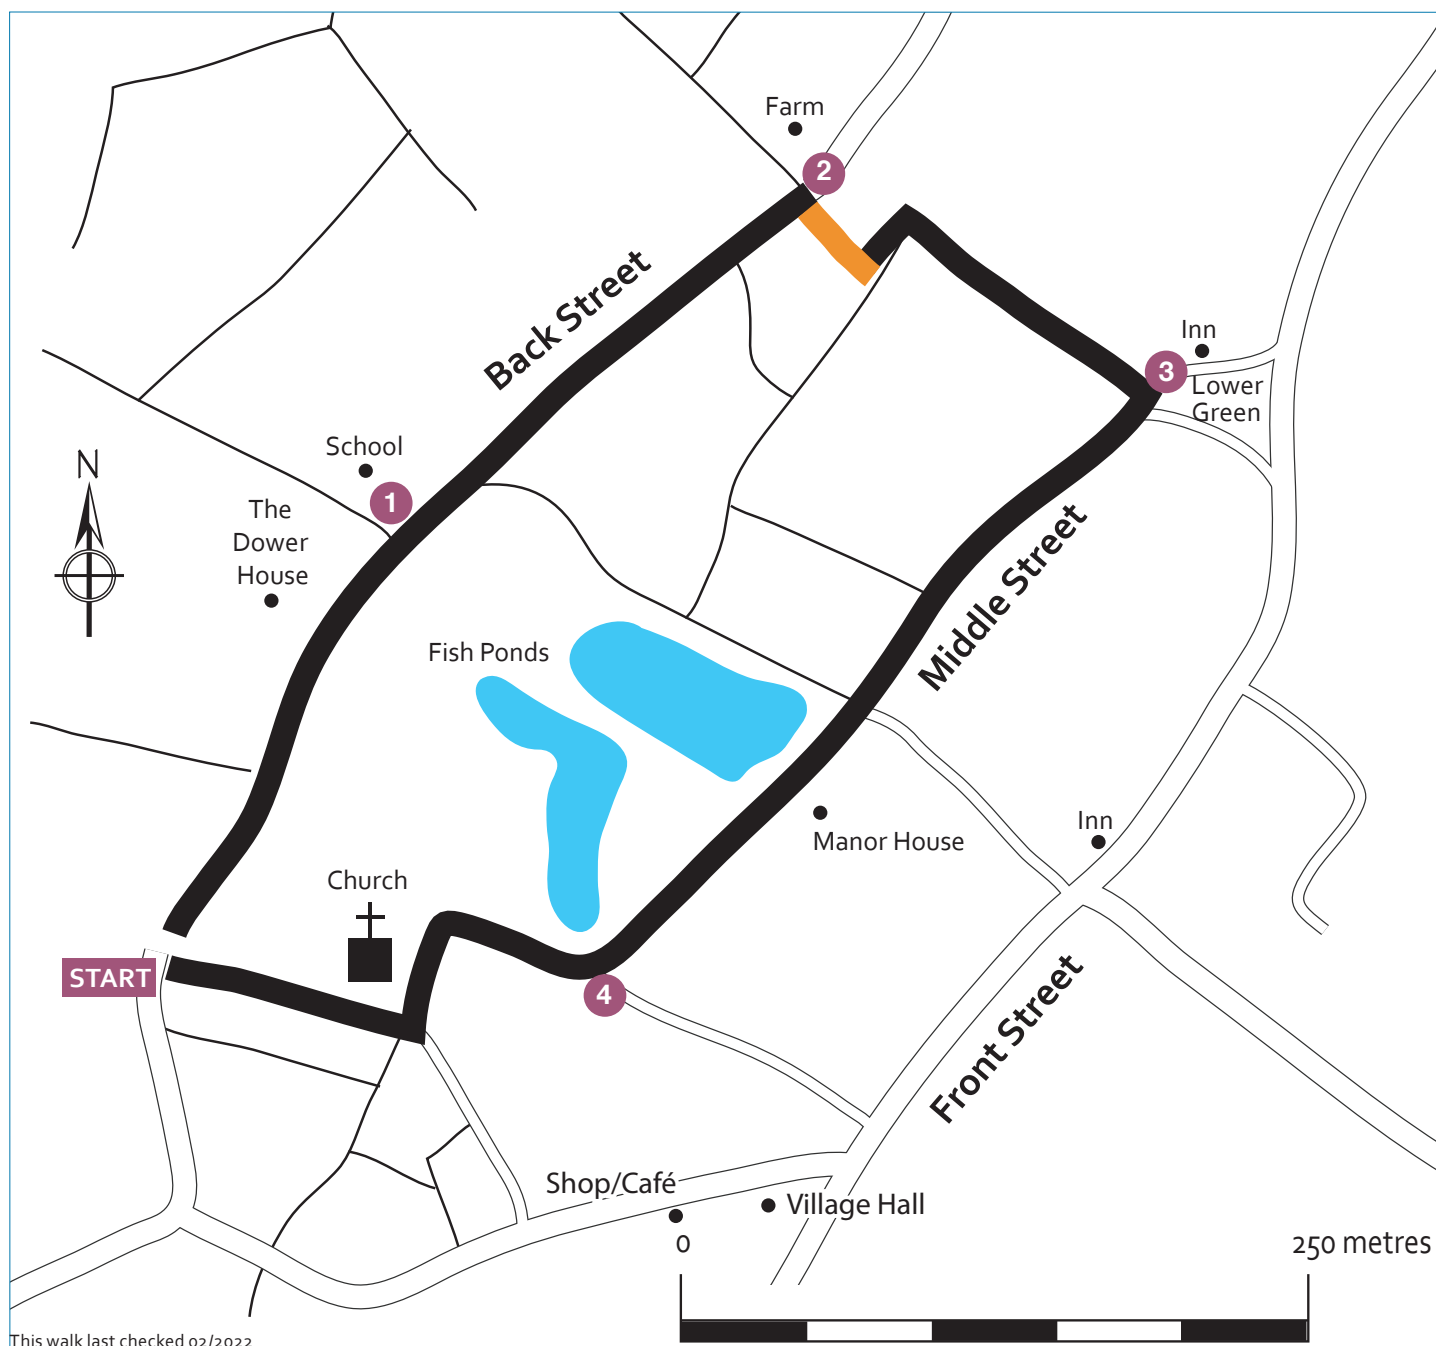 Farm
2
Back Street
Inn
3
Lower
Green
School
N
1
The
Dower
House
Middle Street
Fish Ponds
Inn
Manor House
Church
START
4
Front Street
Shop/Café
Village Hall
0
250 metres
This walk last checked 02/2022